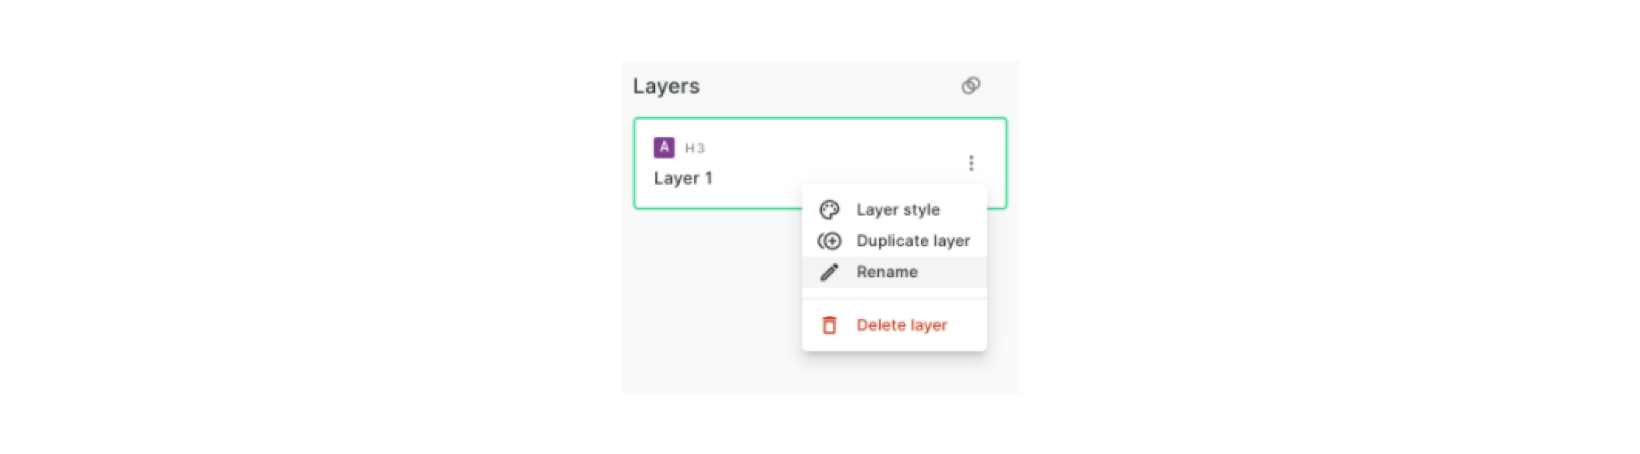 Layers
A H3
Layer 1
Layer style
Duplicate layer
Rename
Delete layer